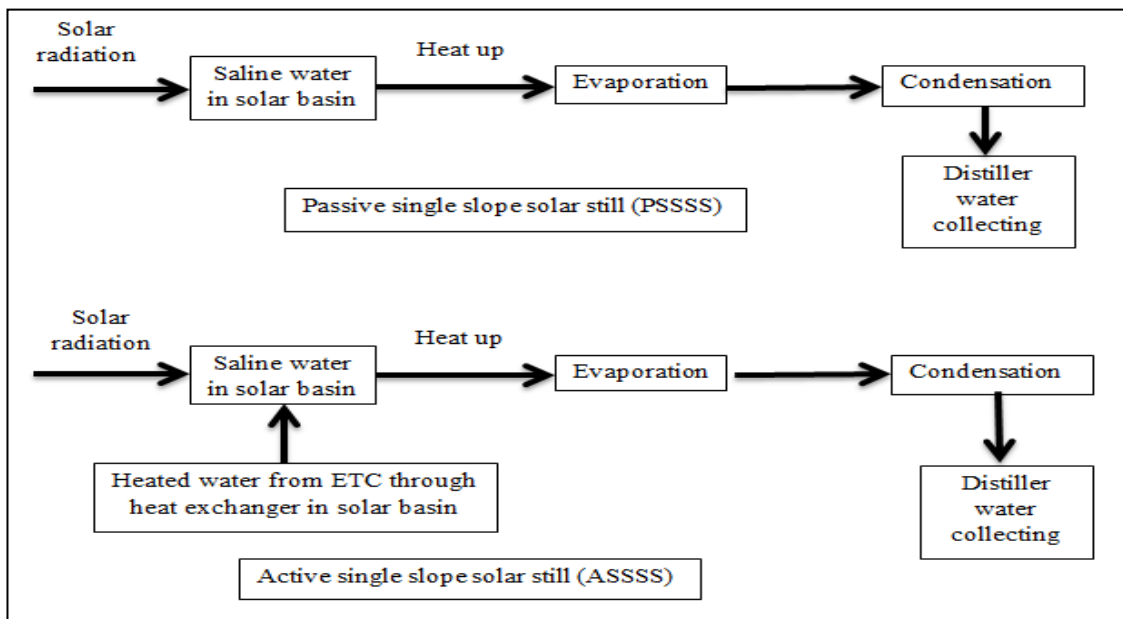 Solar
radiation
Heat up
Saline water
in solar basin
Evaporation
Condensation
Distiller
water
collecting
Passive single slope solar still (PSSSS)
Solar
radiation
Heat up
Saline water
in solar basin
Evaporation
Condensation
Heated water from ETC through
heat exchanger in solar basin
Distiller
water
collecting
Active single slope solar still (ASSSS)